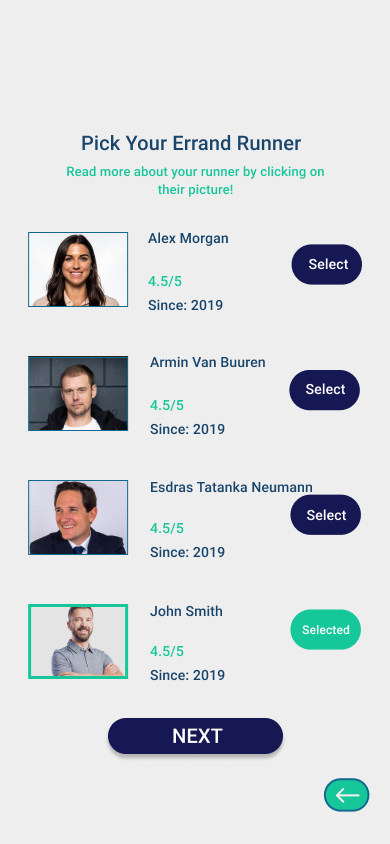 Pick Your Errand Runner
Read more about your runner by clicking on
their picture!
Alex Morgan
Select
4.5/5
Since: 2019
Armin Van Buuren
Select
4.5/5
Since: 2019
Esdras Tatanka Neumann
Select
4.5/5
Since: 2019
John Smith
Selected
4.5/5
Since: 2019
NEXT